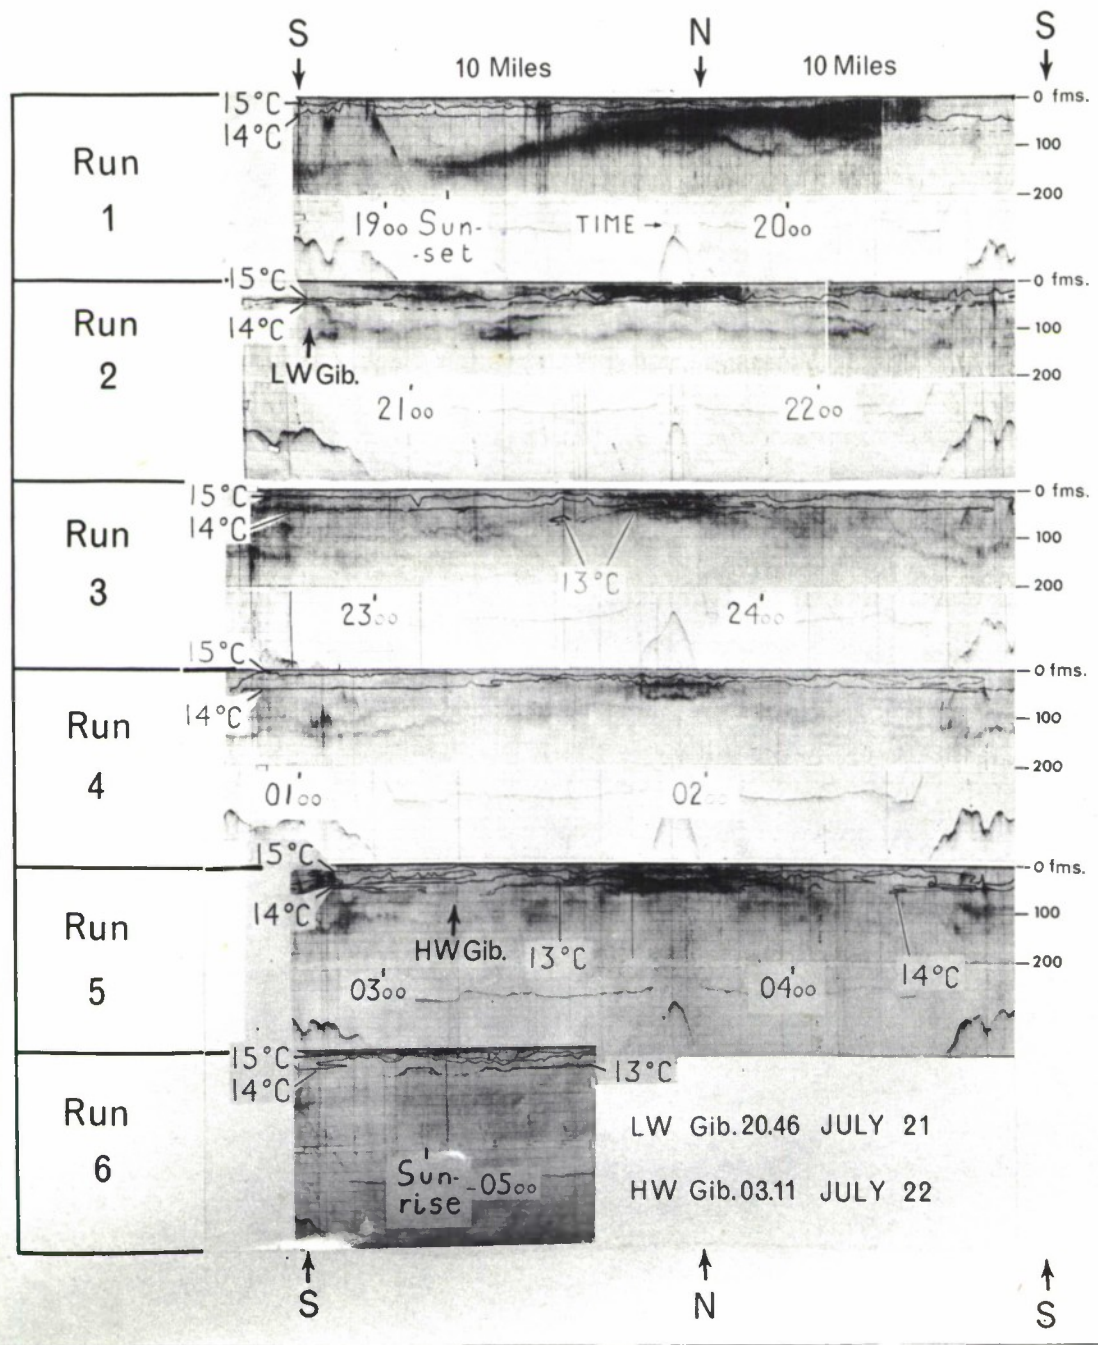 S N S
10 Miles 10 Miles
Run 1
15°C
14°C
0 fms.
100
200
19'00 Sun-
-set
TIME →
20'00
Run 2
15°C
14°C
0 fms.
100
200
LW Gib.
21'00
22'00
Run 3
15°C
14°C
0 fms.
100
200
13°C
23'00
24'00
Run 4
15°C
14°C
0 fms.
100
200
01'00
02'00
Run 5
15°C
14°C
0 fms.
100
200
HW Gib.
13°C
14°C
03'00
04'00
Run 6
15°C
14°C
13°C
Sun-
rise
0500
LW Gib. 20.46 JULY 21
HW Gib. 03.11 JULY 22
S N S